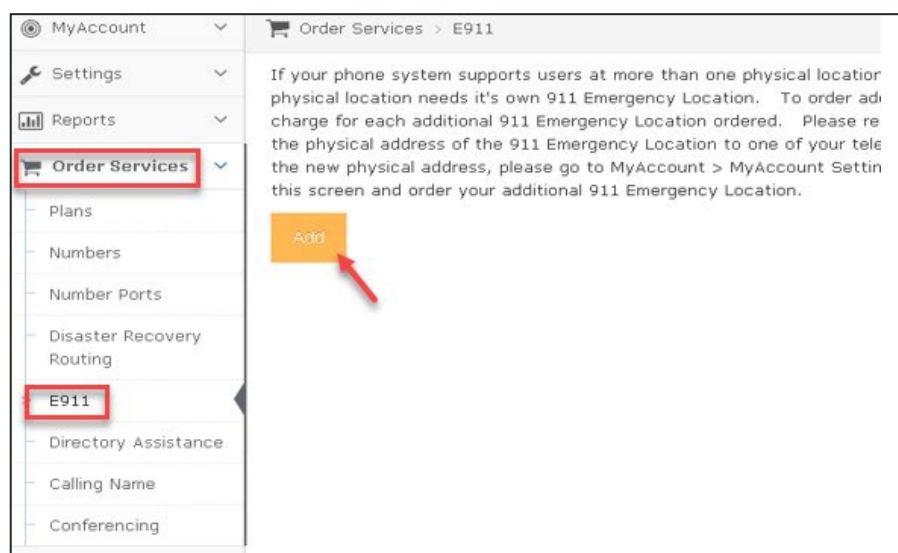 MyAccount
Settings
Reports
Order Services
Plans
Numbers
Number Ports
Disaster Recovery
Routing
E911
Directory Assistance
Calling Name
Conferencing
Order Services > E911
If your phone system supports users at more than one physical location
physical location needs it's own 911 Emergency Location. To order ad
charge for each additional 911 Emergency Location ordered. Please re
the physical address of the 911 Emergency Location to one of your tele
the new physical address, please go to MyAccount > MyAccount Settin
this screen and order your additional 911 Emergency Location.
Add